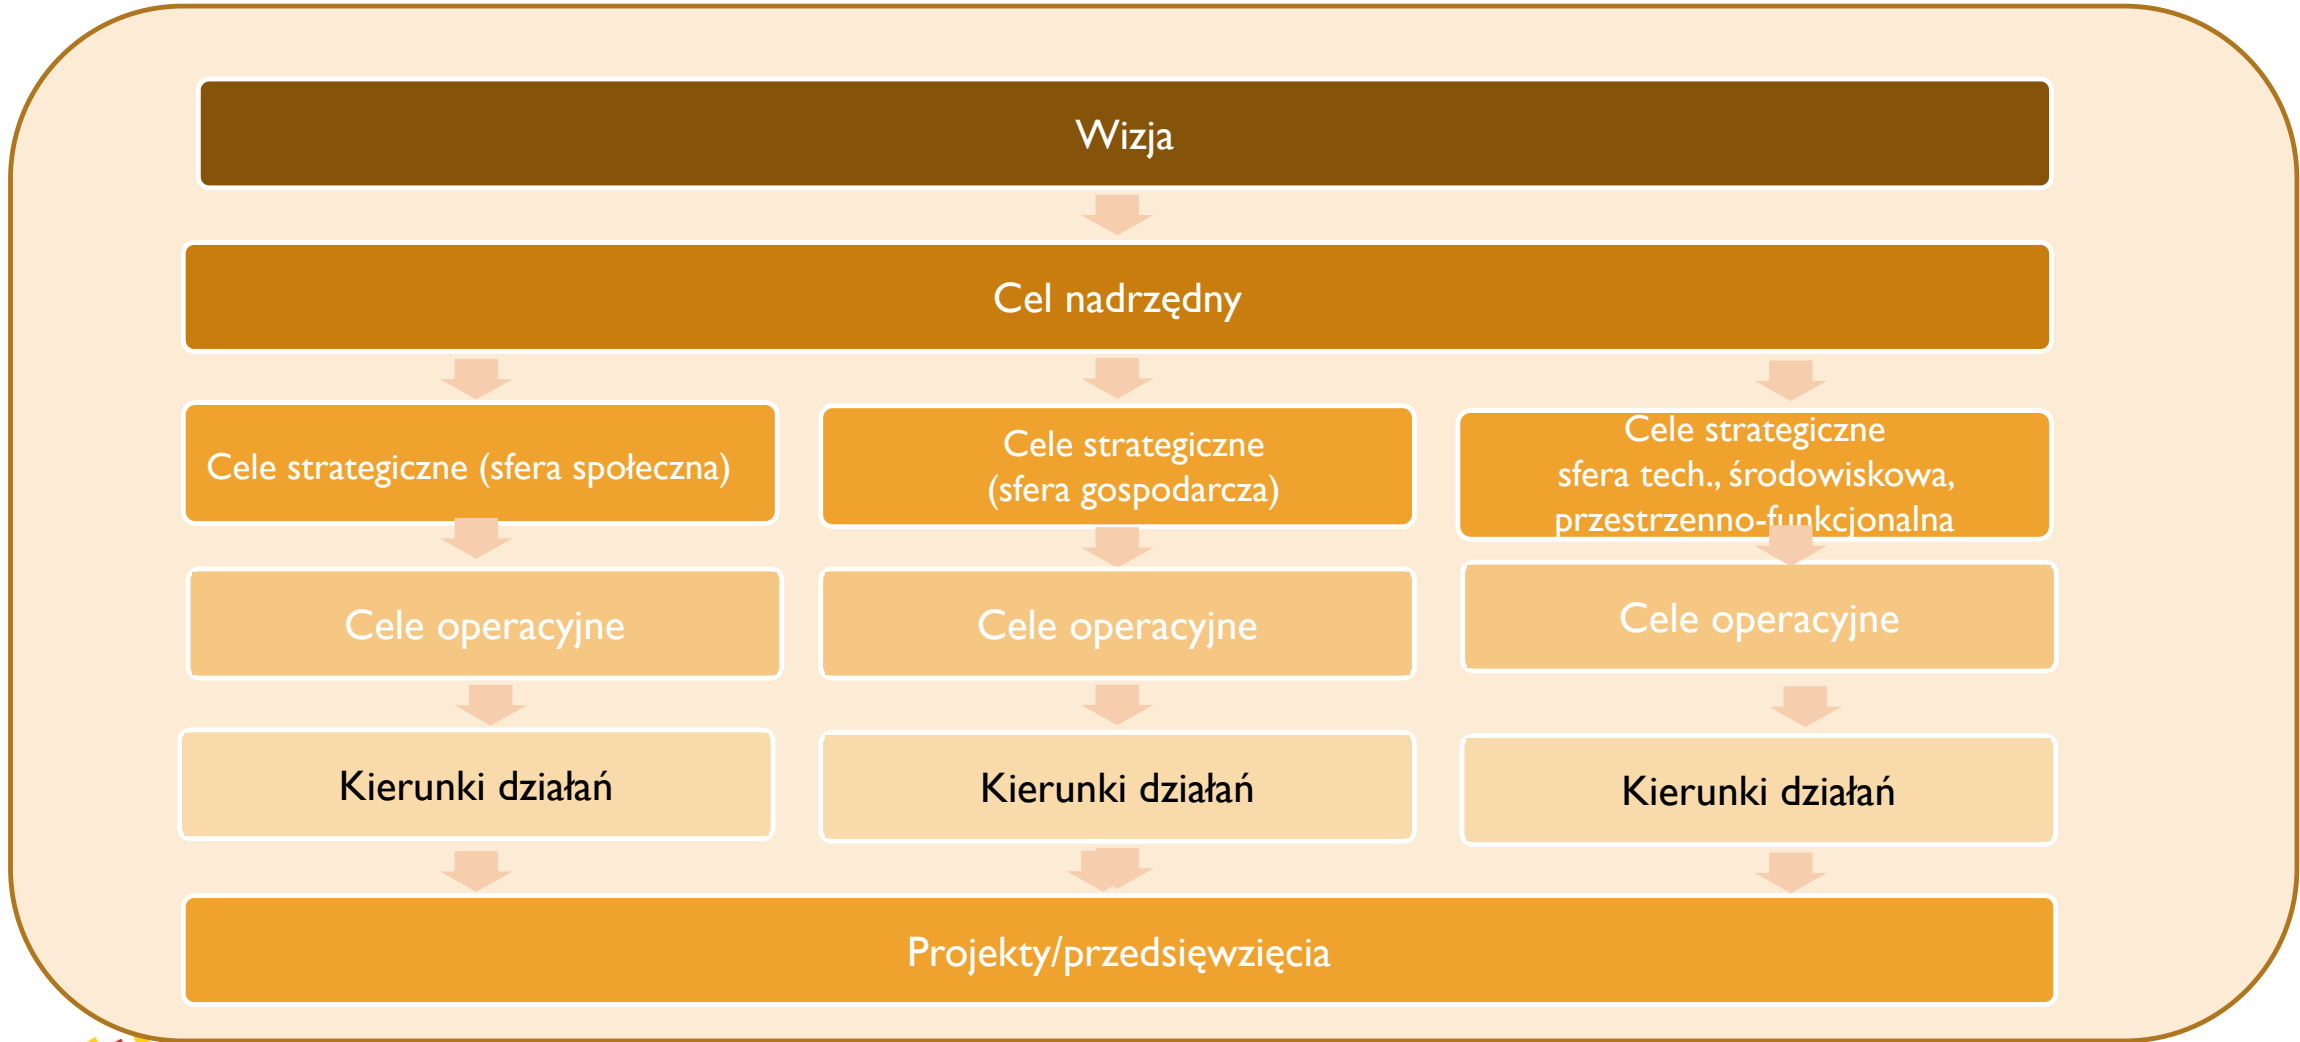 Wizja
Cel nadrzędny
Cele strategiczne (sfera społeczna)
Cele strategiczne
(sfera gospodarcza)
Cele strategiczne
sfera tech., środowiskowa,
przestrzenno-funkcjonalna
Cele operacyjne
Cele operacyjne
Cele operacyjne
Kierunki działań
Kierunki działań
Kierunki działań
Projekty/przedsięwzięcia